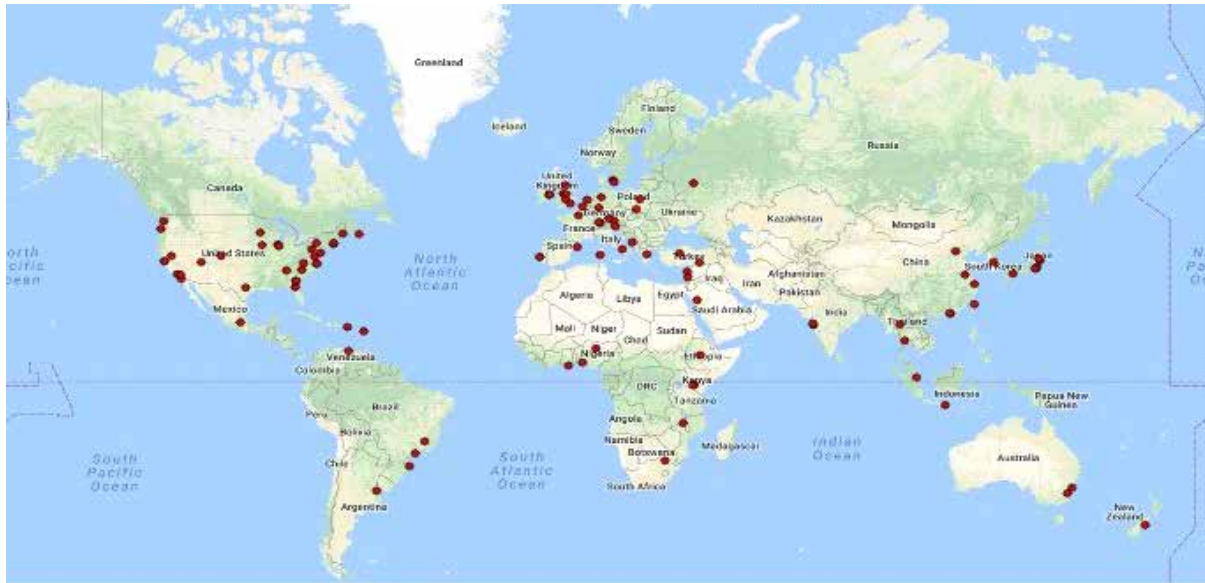 Greenland
Iceland
Finland
Sweden
Norway
Russia
Canada
United
Kingdom
Poland
Germany
Ukraine
Kazakhstan
Mongolia
France
Italy
Spain
United States
North
Atlantic
Ocean
Turkey
Iraq
Iran
Afghanistan
Pakistan
China
South Korea
Japan
Algeria
Libya
Egypt
Saudi Arabia
India
Thailand
Mexico
Mali
Niger
Chad
Sudan
Nigeria
Ethiopia
Venezuela
Colombia
DRC
Kenya
Tanzania
Indonesia
Papua New
Guinea
Brazil
Peru
Angola
Bolivia
Namibia
Botswana
Madagascar
Indian
Ocean
South
Pacific
Ocean
South
Atlantic
Ocean
Chile
Australia
South Africa
Argentina
New
Zealand